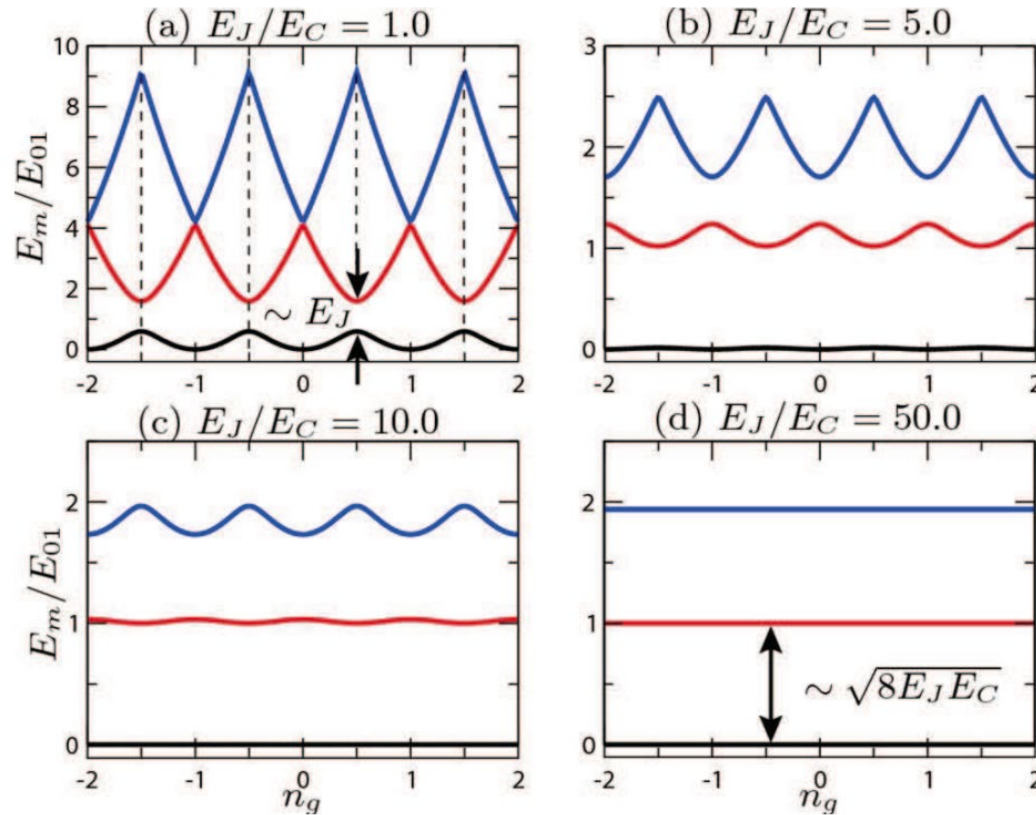 (a) E_J/E_C = 1.0
(b) E_J/E_C = 5.0
E_m/E_01
10
8
6
4
2
0
∼ E_J
-2 -1 0 1 2
3
2
1
0
-2 -1 0 1 2
(c) E_J/E_C = 10.0
(d) E_J/E_C = 50.0
E_m/E_01
2
1
0
-2 -1 0 1 2
n_g
2
1
0
∼ √8E_J E_C
-2 -1 0 1 2
n_g